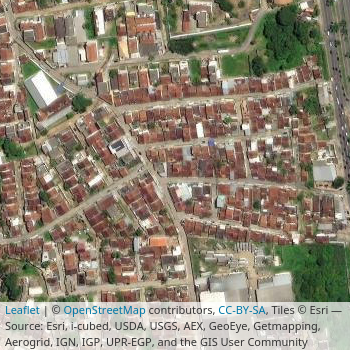 Leaflet | © OpenStreetMap contributors, CC-BY-SA, Tiles © Esri —
Source: Esri, i-cubed, USDA, USGS, AEX, GeoEye, Getmapping,
Aerogrid, IGN, IGP, UPR-EGP, and the GIS User Community